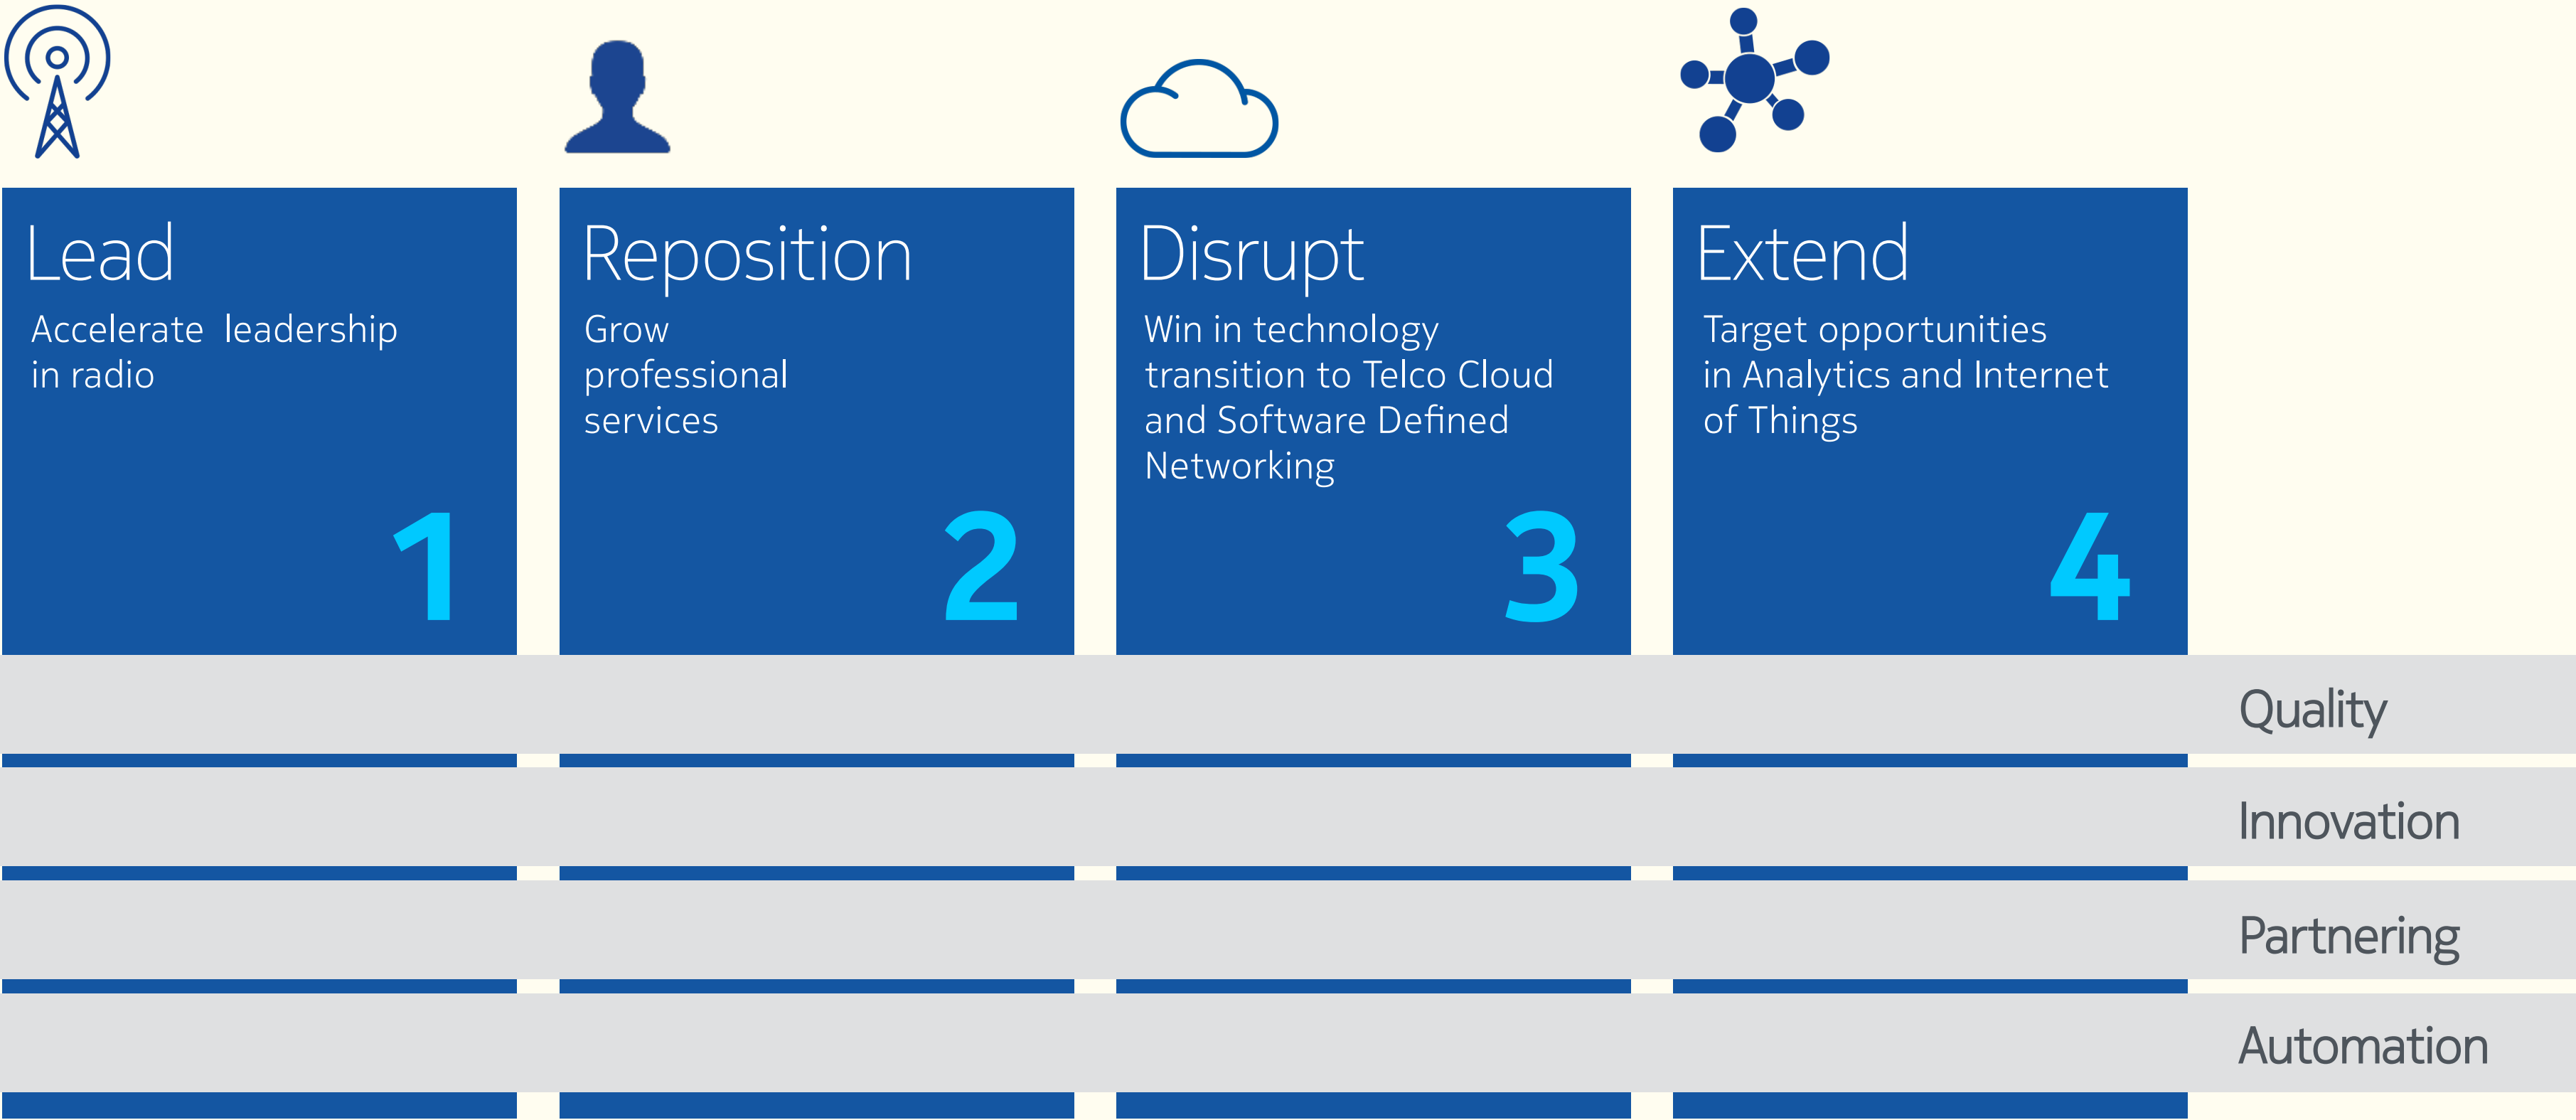 Lead
Accelerate leadership
in radio
1
Reposition
Grow
professional
services
2
Disrupt
Win in technology
transition to Telco Cloud
and Software Defined
Networking
3
Extend
Target opportunities
in Analytics and Internet
of Things
4
Quality
Innovation
Partnering
Automation